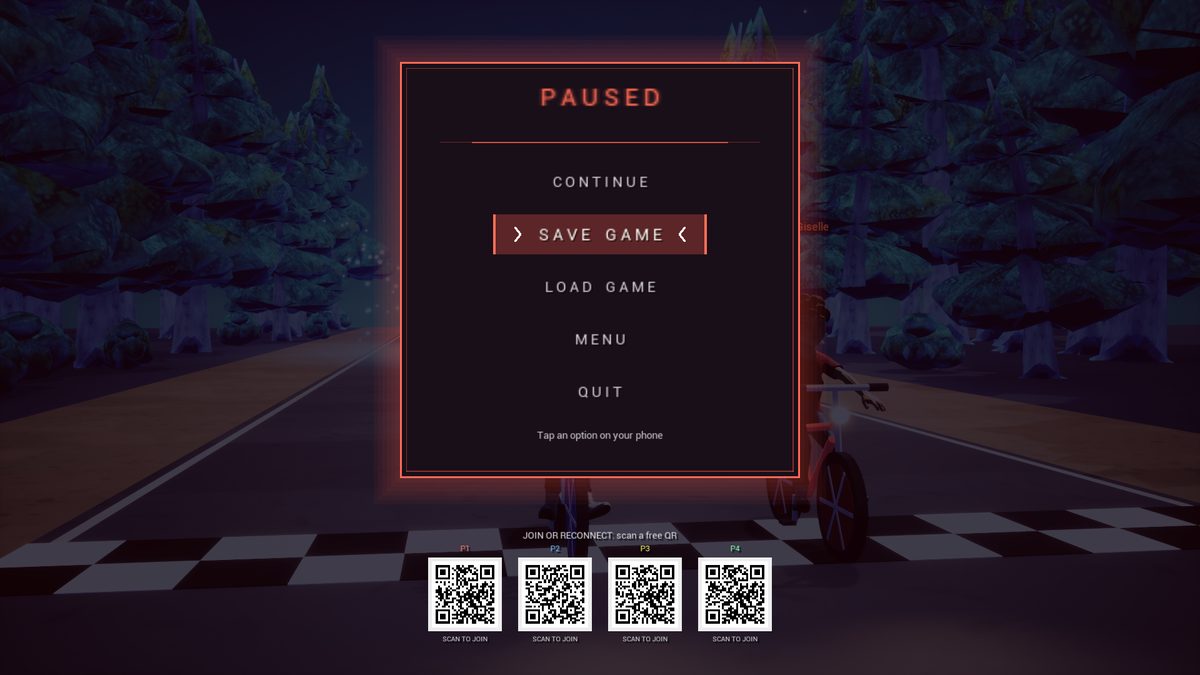 PAUSED
CONTINUE
SAVE GAME
Giselle
LOAD GAME
MENU
QUIT
Tap an option on your phone
JOIN OR RECONNECT: scan a free QR
P1 P2 P3 P4
SCAN TO JOIN SCAN TO JOIN SCAN TO JOIN SCAN TO JOIN